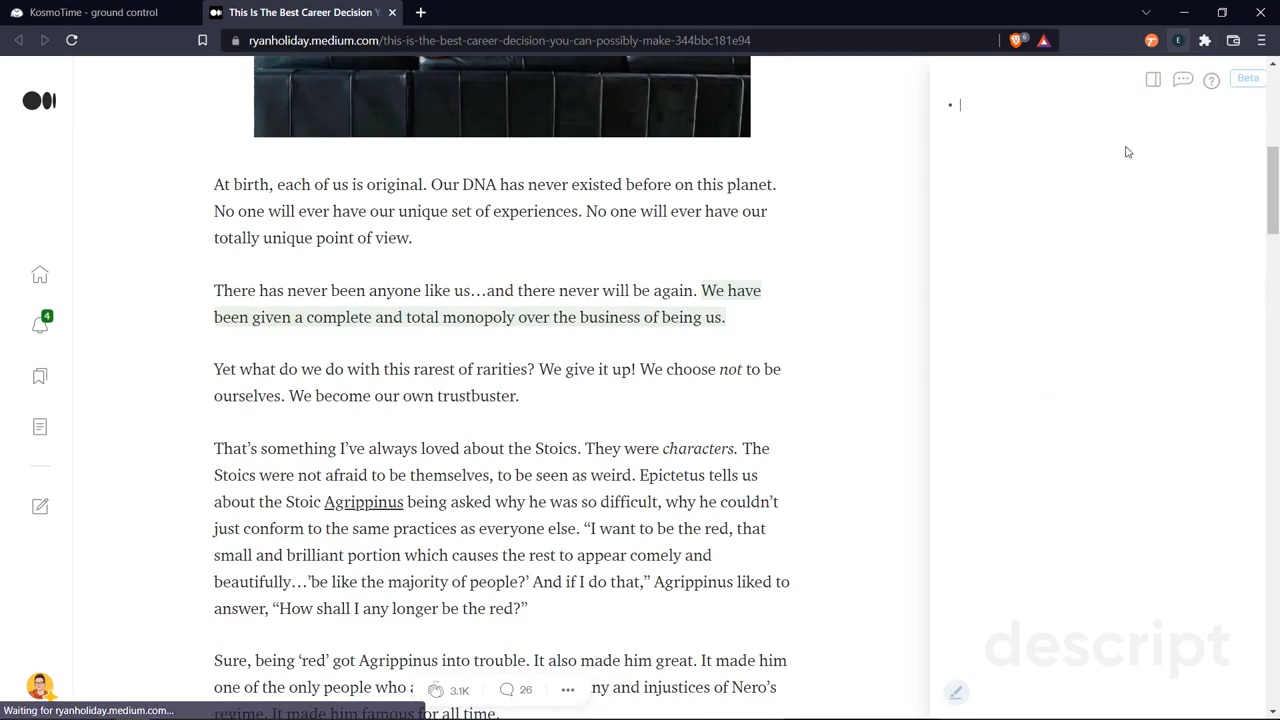 KosmoTime - ground control
This Is The Best Career Decision Y
ryanholiday.medium.com/this-is-the-best-career-decision-you-can-possibly-make-344bbc181e94
6
E
Beta
At birth, each of us is original. Our DNA has never existed before on this planet.
No one will ever have our unique set of experiences. No one will ever have our
totally unique point of view.
There has never been anyone like us…and there never will be again. We have
been given a complete and total monopoly over the business of being us.
4
Yet what do we do with this rarest of rarities? We give it up! We choose not to be
ourselves. We become our own trustbuster.
That’s something I’ve always loved about the Stoics. They were characters. The
Stoics were not afraid to be themselves, to be seen as weird. Epictetus tells us
about the Stoic Agrippinus being asked why he was so difficult, why he couldn’t
just conform to the same practices as everyone else. “I want to be the red, that
small and brilliant portion which causes the rest to appear comely and
beautifully…’be like the majority of people?’ And if I do that,” Agrippinus liked to
answer, “How shall I any longer be the red?”
descript
Sure, being ‘red’ got Agrippinus into trouble. It also made him great. It made him
one of the only people who
3.1K
26
ny and injustices of Nero’s
regime. It made him famous for all time.
Waiting for ryanholiday.medium.com...